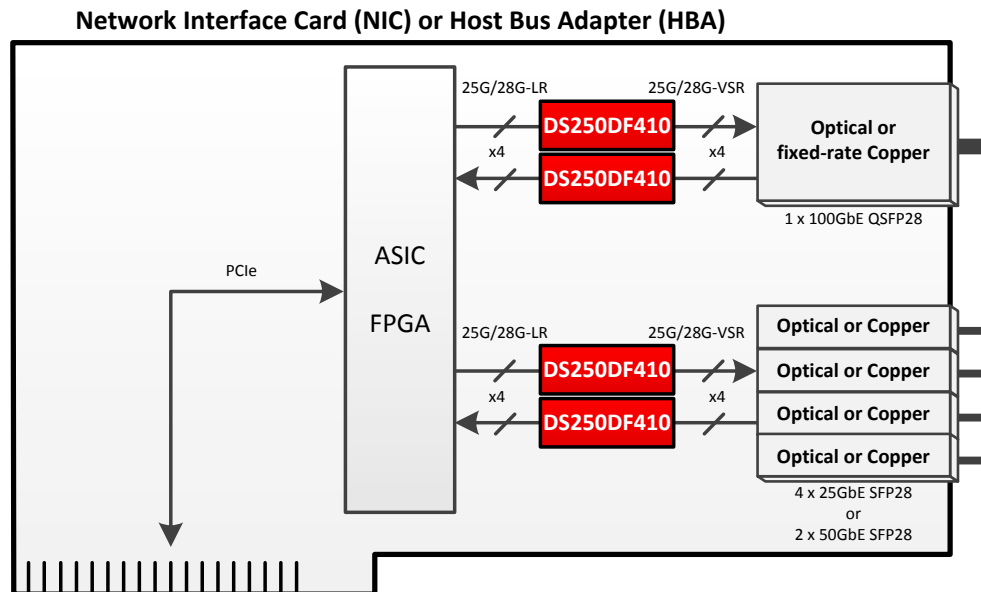 Network Interface Card (NIC) or Host Bus Adapter (HBA)
25G/28G-LR
25G/28G-VSR
DS250DF410
x4
x4
DS250DF410
Optical or
fixed-rate Copper
1 x 100GbE QSFP28
ASIC
FPGA
PCIe
25G/28G-LR
25G/28G-VSR
DS250DF410
x4
x4
DS250DF410
Optical or Copper
Optical or Copper
Optical or Copper
Optical or Copper
4 x 25GbE SFP28
or
2 x 50GbE SFP28